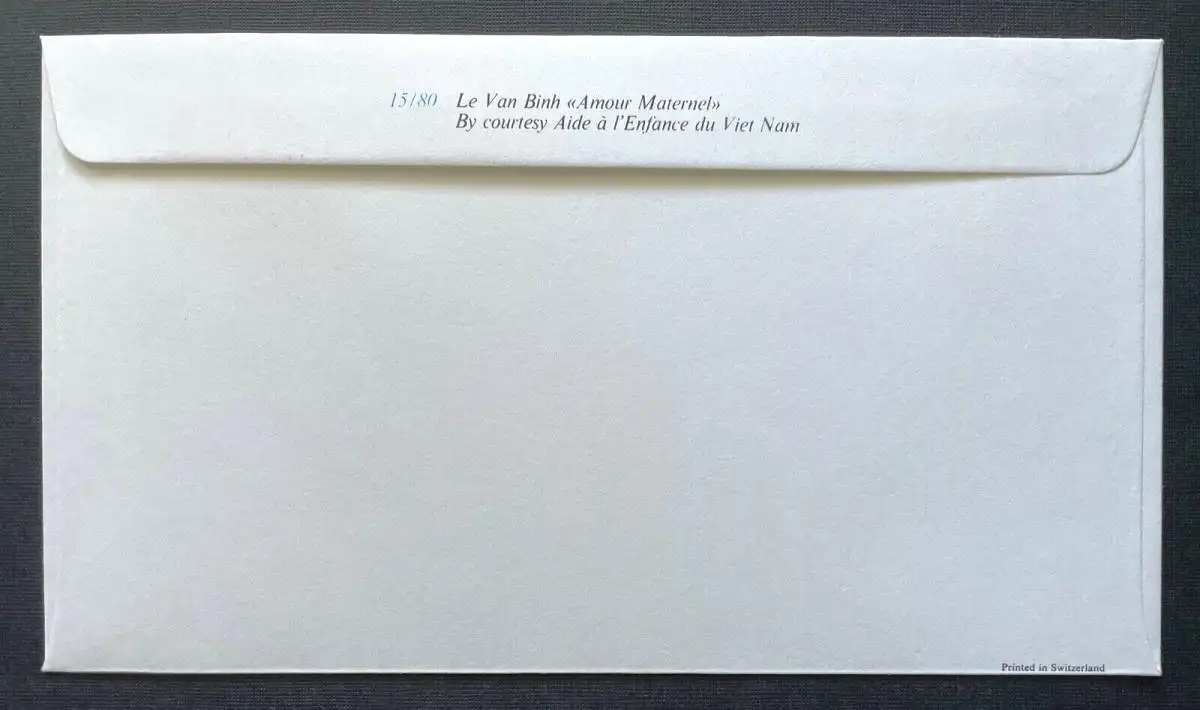 15/80 Le Van Binh «Amour Maternel»
By courtesy Aide à l'Enfance du Viet Nam
Printed in Switzerland